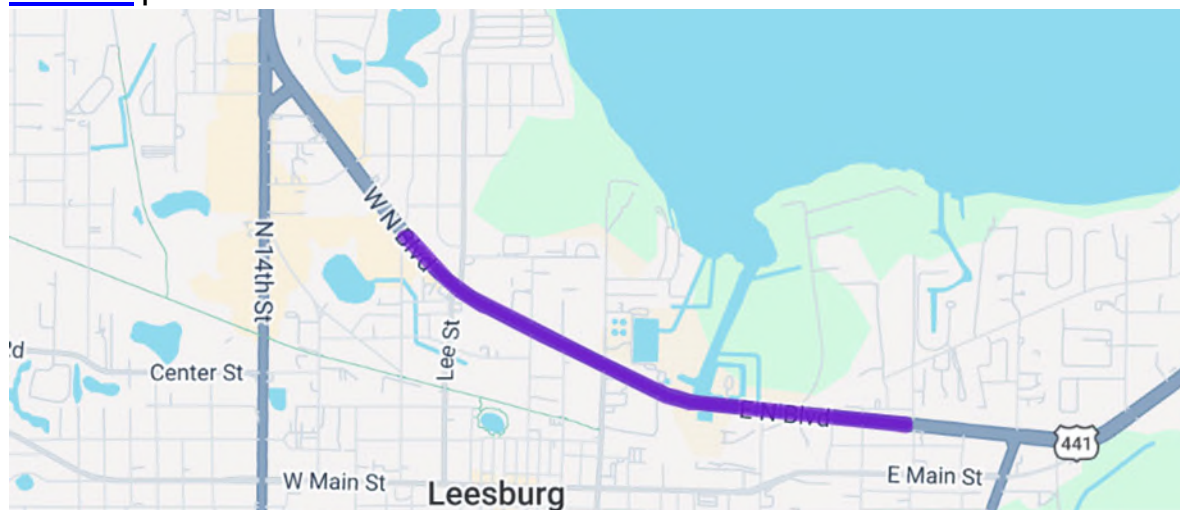 W N Blvd
N 14th St
Lee St
Center St
E N Blvd
441
W Main St
E Main St
Leesburg